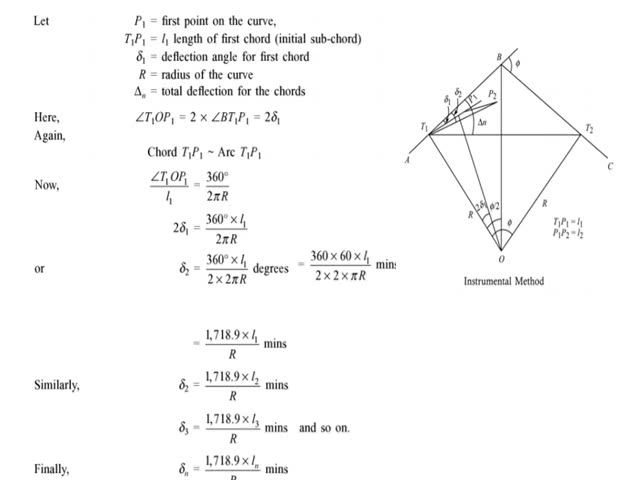 Let P₁ = first point on the curve,
T₁P₁ = l₁ length of first chord (initial sub-chord)
δ₁ = deflection angle for first chord
R = radius of the curve
Δₙ = total deflection for the chords
Here, ∠T₁OP₁ = 2 × ∠BT₁P₁ = 2δ₁
Again,
Chord T₁P₁ ~ Arc T₁P₁
Now, ∠T₁OP₁ / l₁ = 360° / 2πR
2δ₁ = 360° × l₁ / 2πR
or δ₂ = 360° × l₁ / 2 × 2πR degrees = 360 × 60 × l₁ / 2 × 2 × πR mins
= 1,718.9 × l₁ / R mins
Similarly, δ₂ = 1,718.9 × l₂ / R mins
δ₃ = 1,718.9 × l₃ / R mins and so on.
Finally, δₙ = 1,718.9 × lₙ / R mins
B
φ
δ₁ δ₂ P₁ P₂
T₁ Δn T₂
A
C
R 2δ₁ φ/2 φ R
T₁P₁ = l₁
P₁P₂ = l₂
O
Instrumental Method